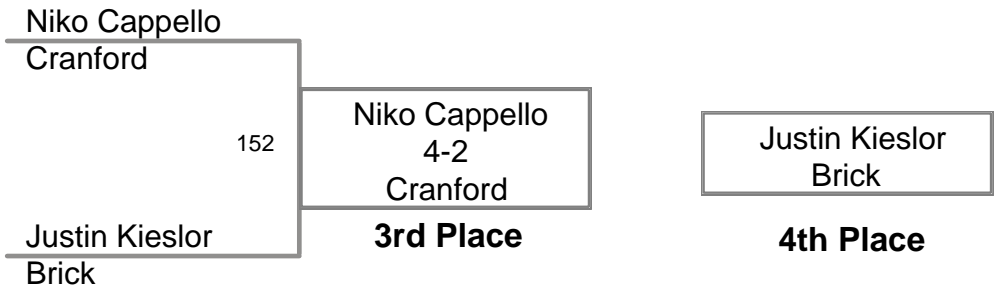 Niko Cappello
Cranford
152
Justin Kieslor
Brick
Niko Cappello
4-2
Cranford
3rd Place
Justin Kieslor
Brick
4th Place